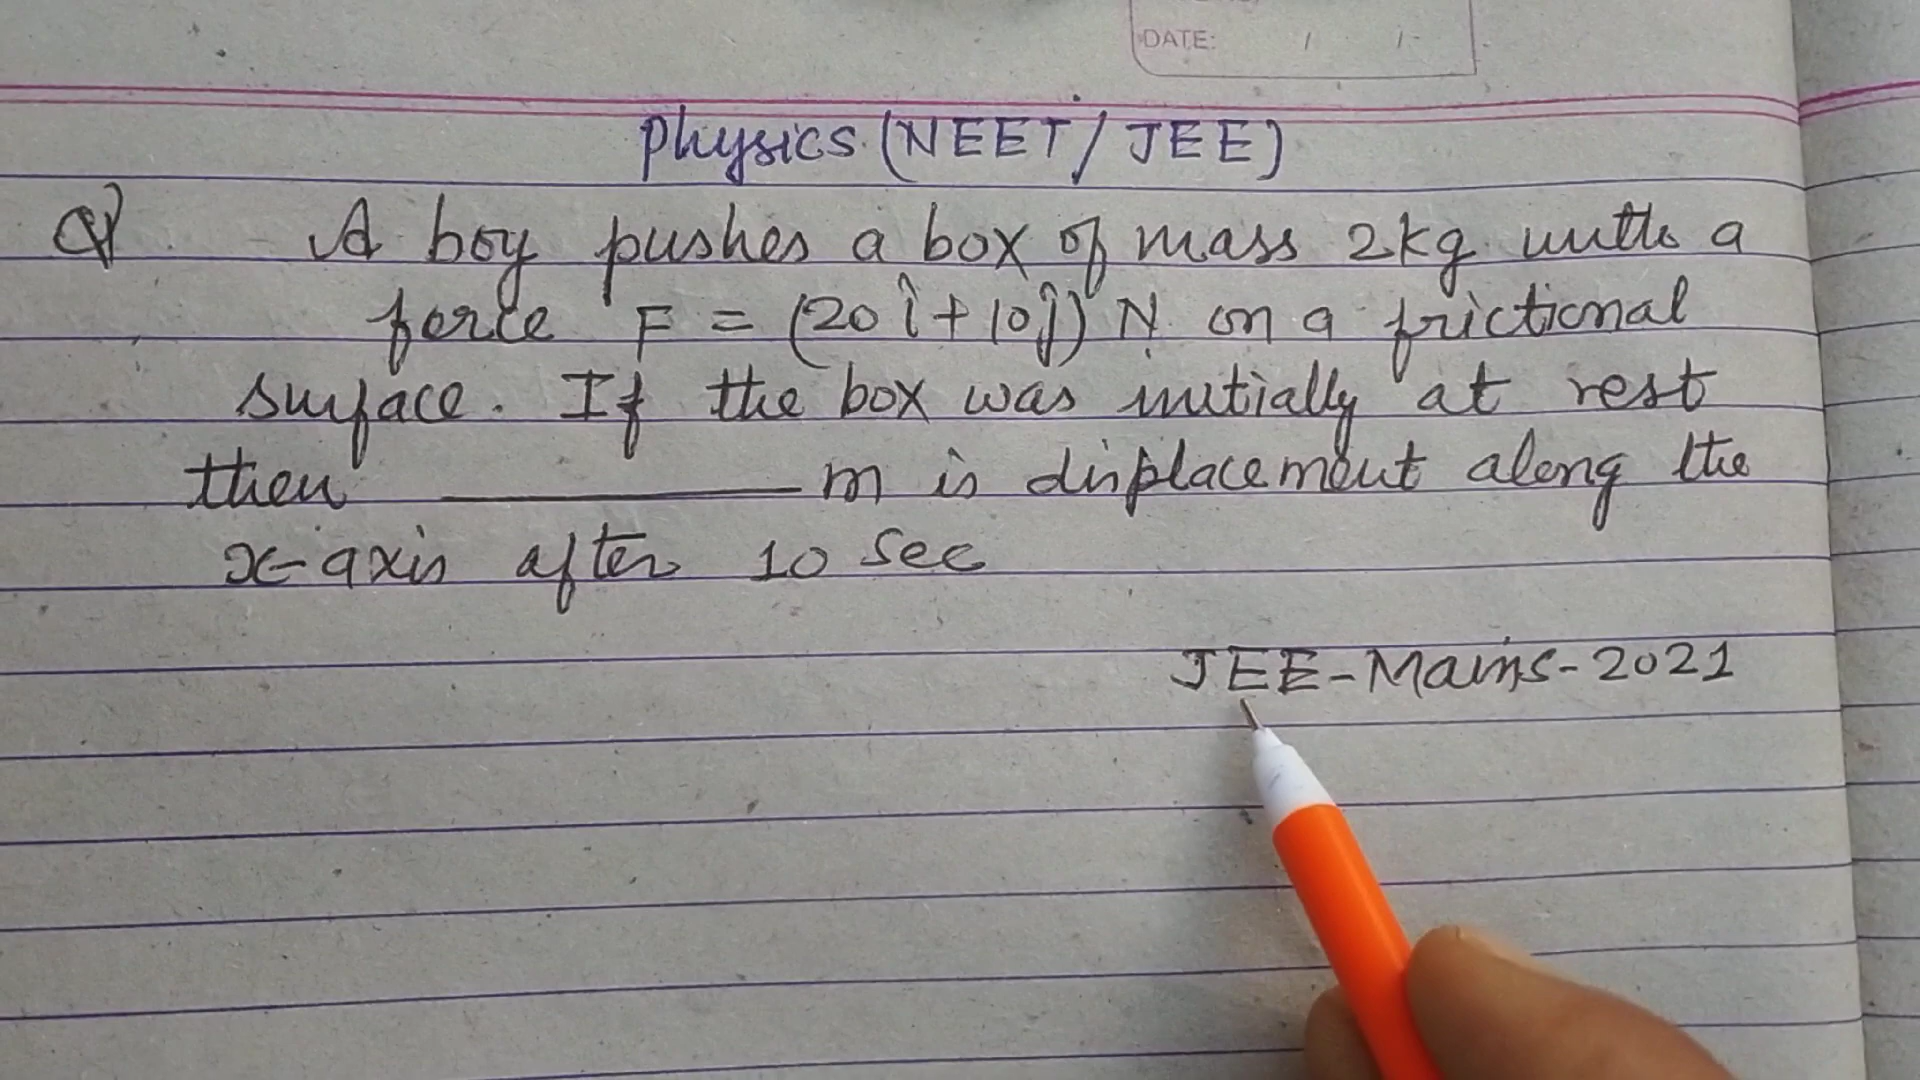 DATE: / /
Physics (NEET/JEE)
Q A boy pushes a box of mass 2kg with a
force F = (20î + 10ĵ) N on a frictional
surface. If the box was initially at rest
then ________ m is displacement along the
x-axis after 10 sec
JEE-Mains-2021